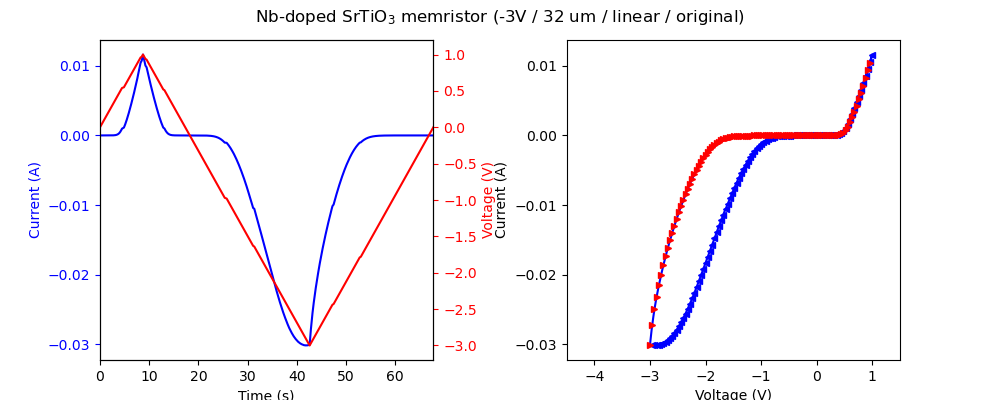 Nb-doped SrTiO₃ memristor (-3V / 32 um / linear / original)
0.01
0.00
−0.01
−0.02
−0.03
Current (A)
0 10 20 30 40 50 60
Time (s)
1.0
0.5
0.0
−0.5
−1.0
−1.5
−2.0
−2.5
−3.0
Voltage (V)
0.01
0.00
−0.01
−0.02
−0.03
Current (A)
−4 −3 −2 −1 0 1
Voltage (V)